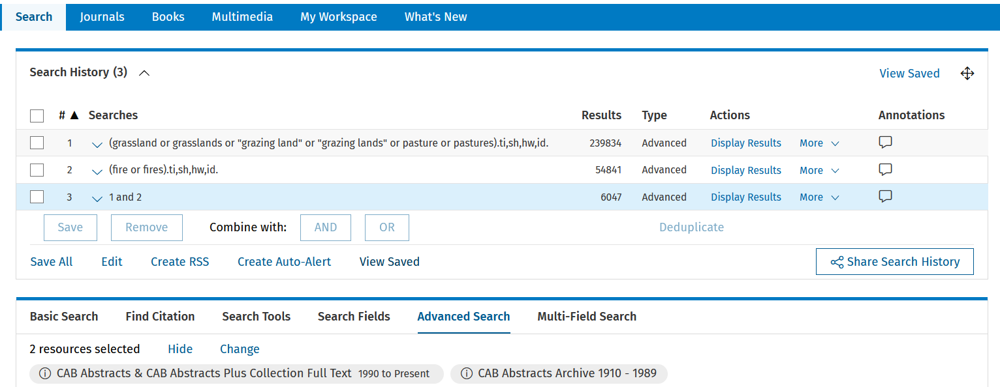 Search Journals Books Multimedia My Workspace What's New
Search History (3) View Saved
# ▲ Searches Results Type Actions Annotations
1 (grassland or grasslands or "grazing land" or "grazing lands" or pasture or pastures).ti,sh,hw,id. 239834 Advanced Display Results More
2 (fire or fires).ti,sh,hw,id. 54841 Advanced Display Results More
3 1 and 2 6047 Advanced Display Results More
Save Remove Combine with: AND OR Deduplicate
Save All Edit Create RSS Create Auto-Alert View Saved Share Search History
Basic Search Find Citation Search Tools Search Fields Advanced Search Multi-Field Search
2 resources selected Hide Change
CAB Abstracts & CAB Abstracts Plus Collection Full Text 1990 to Present CAB Abstracts Archive 1910 - 1989